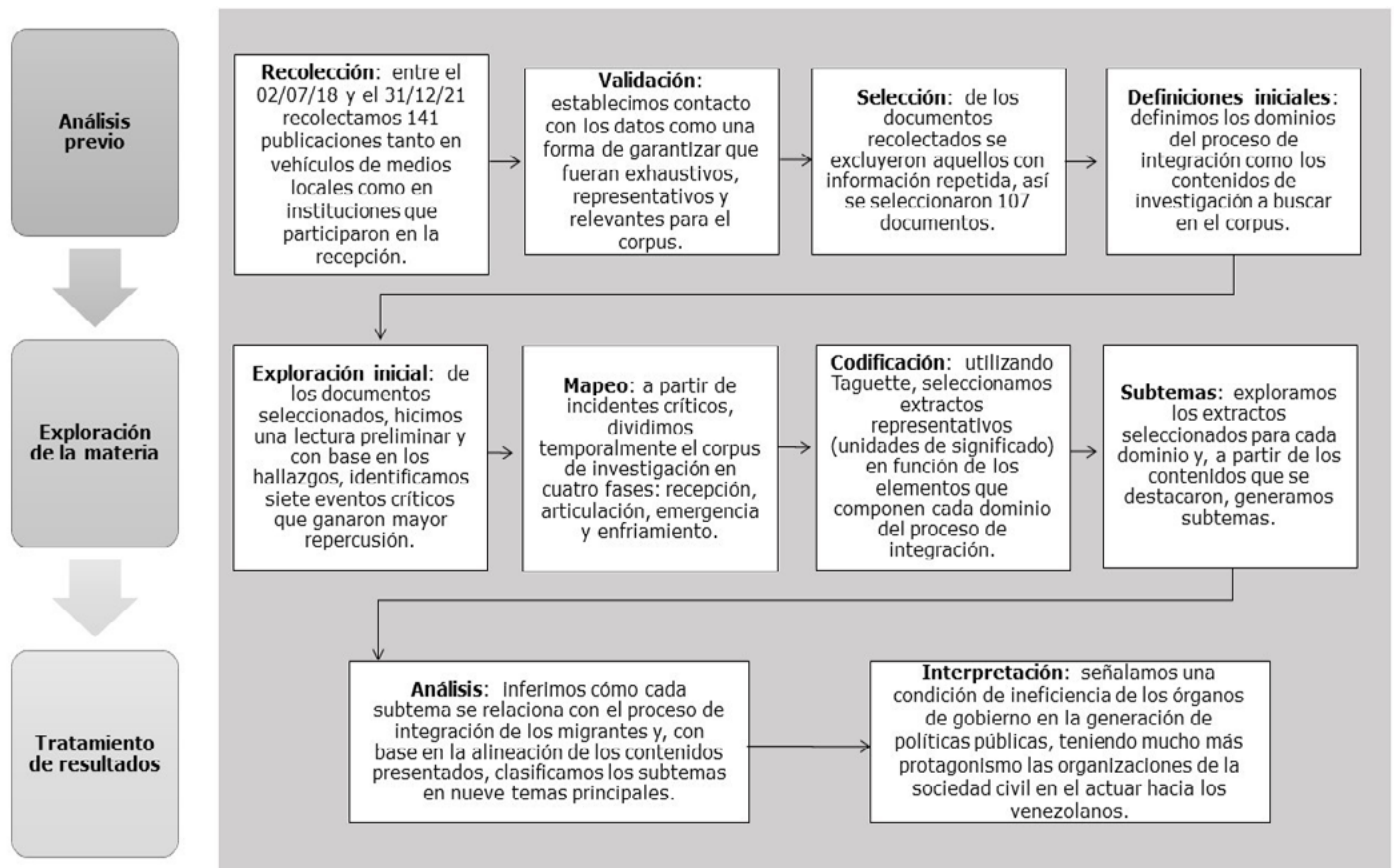 Análisis
previo
Recolección: entre el
02/07/18 y el 31/12/21
recolectamos 141
publicaciones tanto en
vehículos de medios
locales como en
instituciones que
participaron en la
recepción.
Validación:
establecimos contacto
con los datos como una
forma de garantizar que
fueran exhaustivos,
representativos y
relevantes para el
corpus.
Selección: de los
documentos
recolectados se
excluyeron aquellos con
información repetida, así
se seleccionaron 107
documentos.
Definiciones iniciales:
definimos los dominios
del proceso de
integración como los
contenidos de
investigación a buscar
en el corpus.
Exploración
de la materia
Exploración inicial: de
los documentos
seleccionados, hicimos
una lectura preliminar y
con base en los
hallazgos, identificamos
siete eventos críticos
que ganaron mayor
repercusión.
Mapeo: a partir de
incidentes críticos,
dividimos
temporalmente el corpus
de investigación en
cuatro fases: recepción,
articulación, emergencia
y enfriamiento.
Codificación: utilizando
Taguette, seleccionamos
extractos
representativos
(unidades de significado)
en función de los
elementos que
componen cada dominio
del proceso de
integración.
Subtemas: exploramos
los extractos
seleccionados para cada
dominio y, a partir de los
contenidos que se
destacaron, generamos
subtemas.
Tratamiento
de resultados
Análisis: Inferimos cómo cada
subtema se relaciona con el proceso de
integración de los migrantes y, con
base en la alineación de los contenidos
presentados, clasificamos los subtemas
en nueve temas principales.
Interpretación: señalamos una
condición de ineficiencia de los órganos
de gobierno en la generación de
políticas públicas, teniendo mucho más
protagonismo las organizaciones de la
sociedad civil en el actuar hacia los
venezolanos.